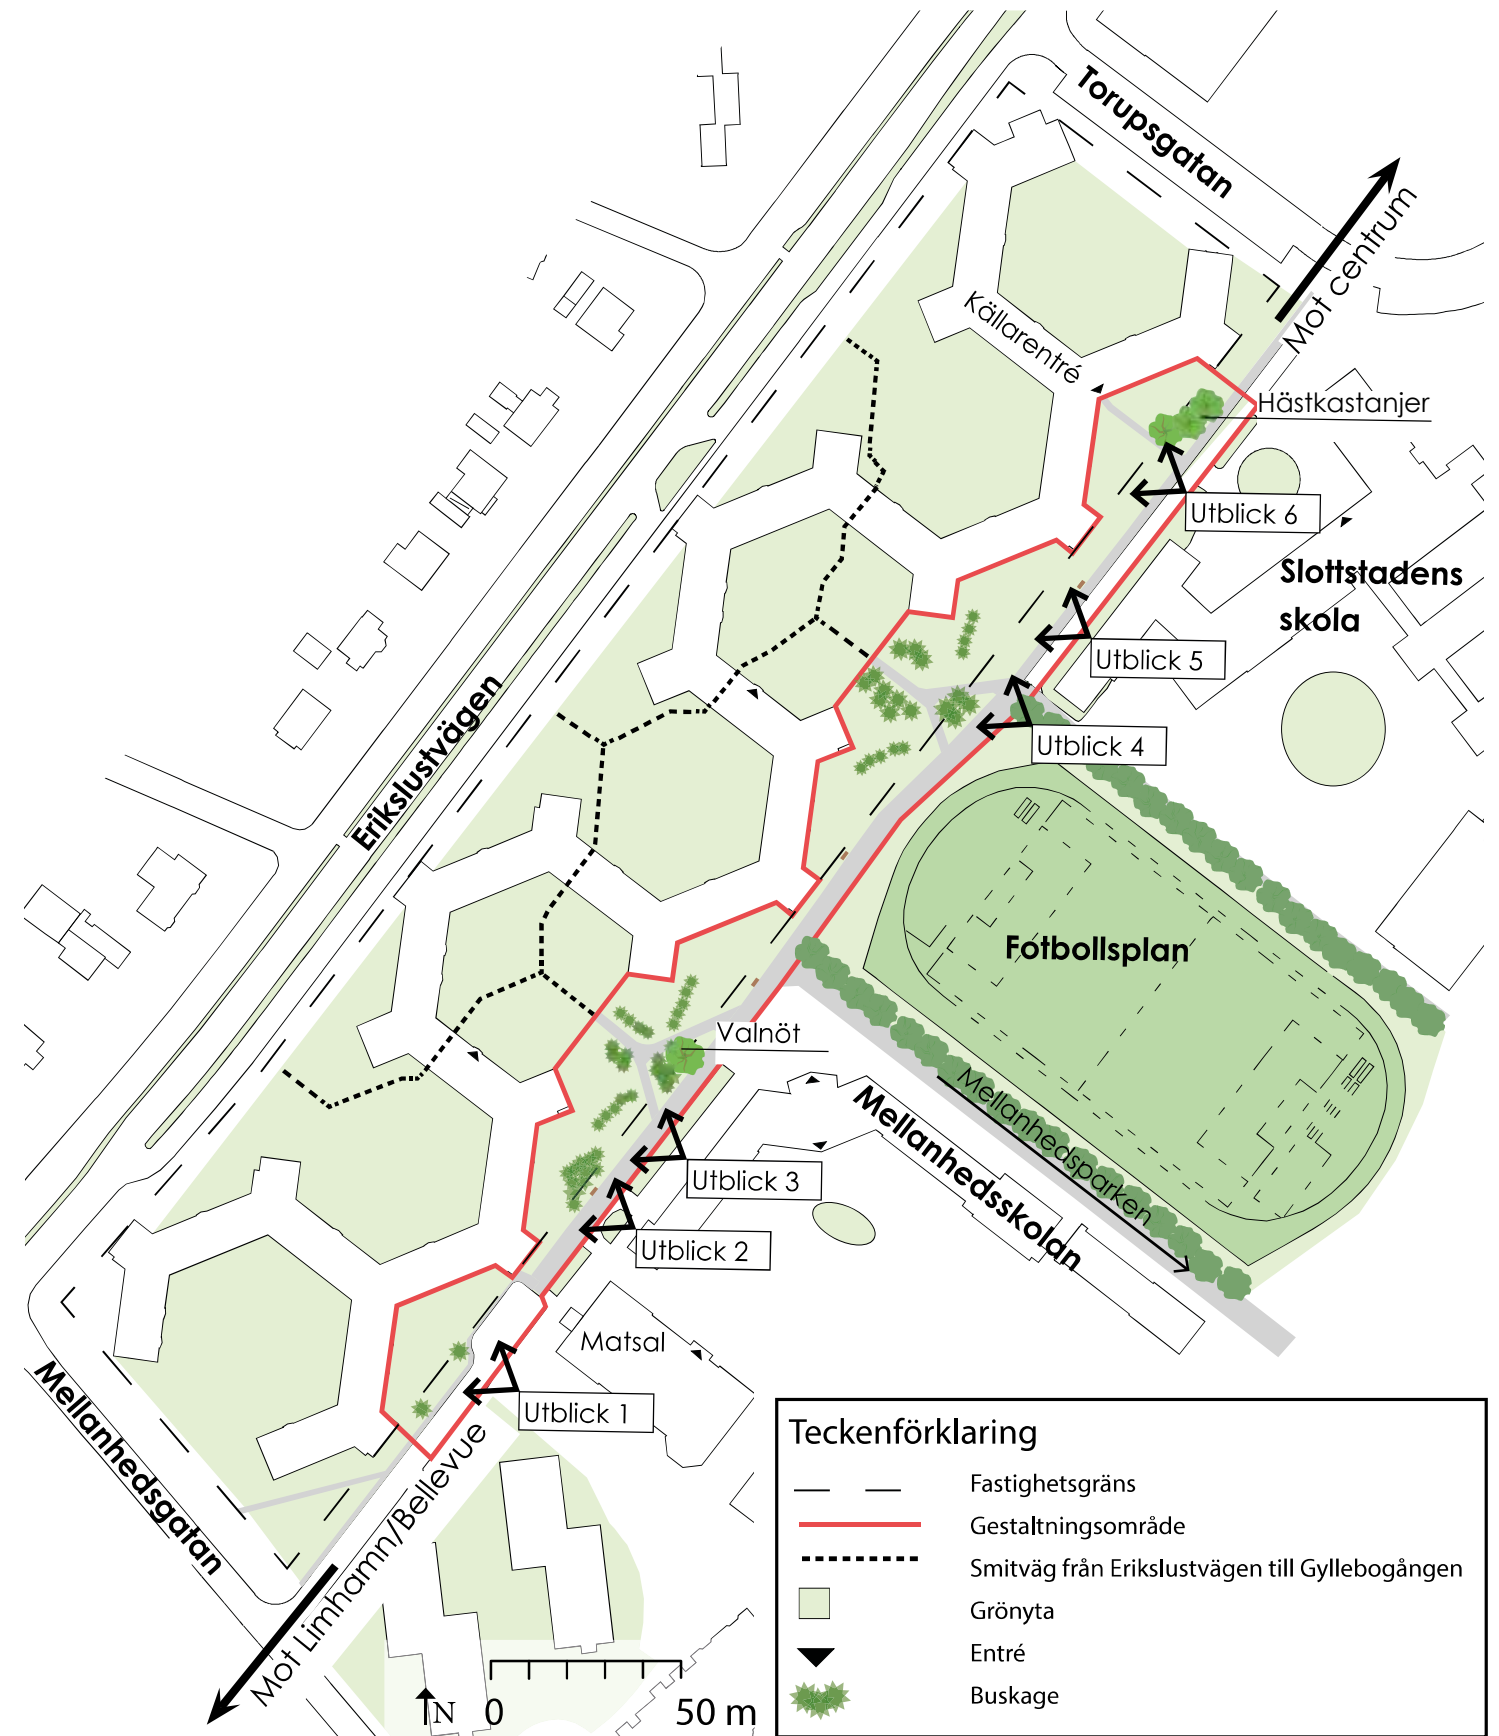 Torupsgatan
Mot centrum
Källarentré
Hästkastanjer
Utblick 6
Slottstadens
skola
Utblick 5
Erikslustvägen
Utblick 4
Fotbollsplan
Valnöt
Mellanhedsparken
Mellanhedsskolan
Utblick 3
Utblick 2
Matsal
Utblick 1
Mellanhedsgatan
Mot Limhamn/Bellevue
N
0
50 m
Teckenförklaring
Fastighetsgräns
Gestaltningsområde
Smitväg från Erikslustvägen till Gyllebogången
Grönyta
Entré
Buskage